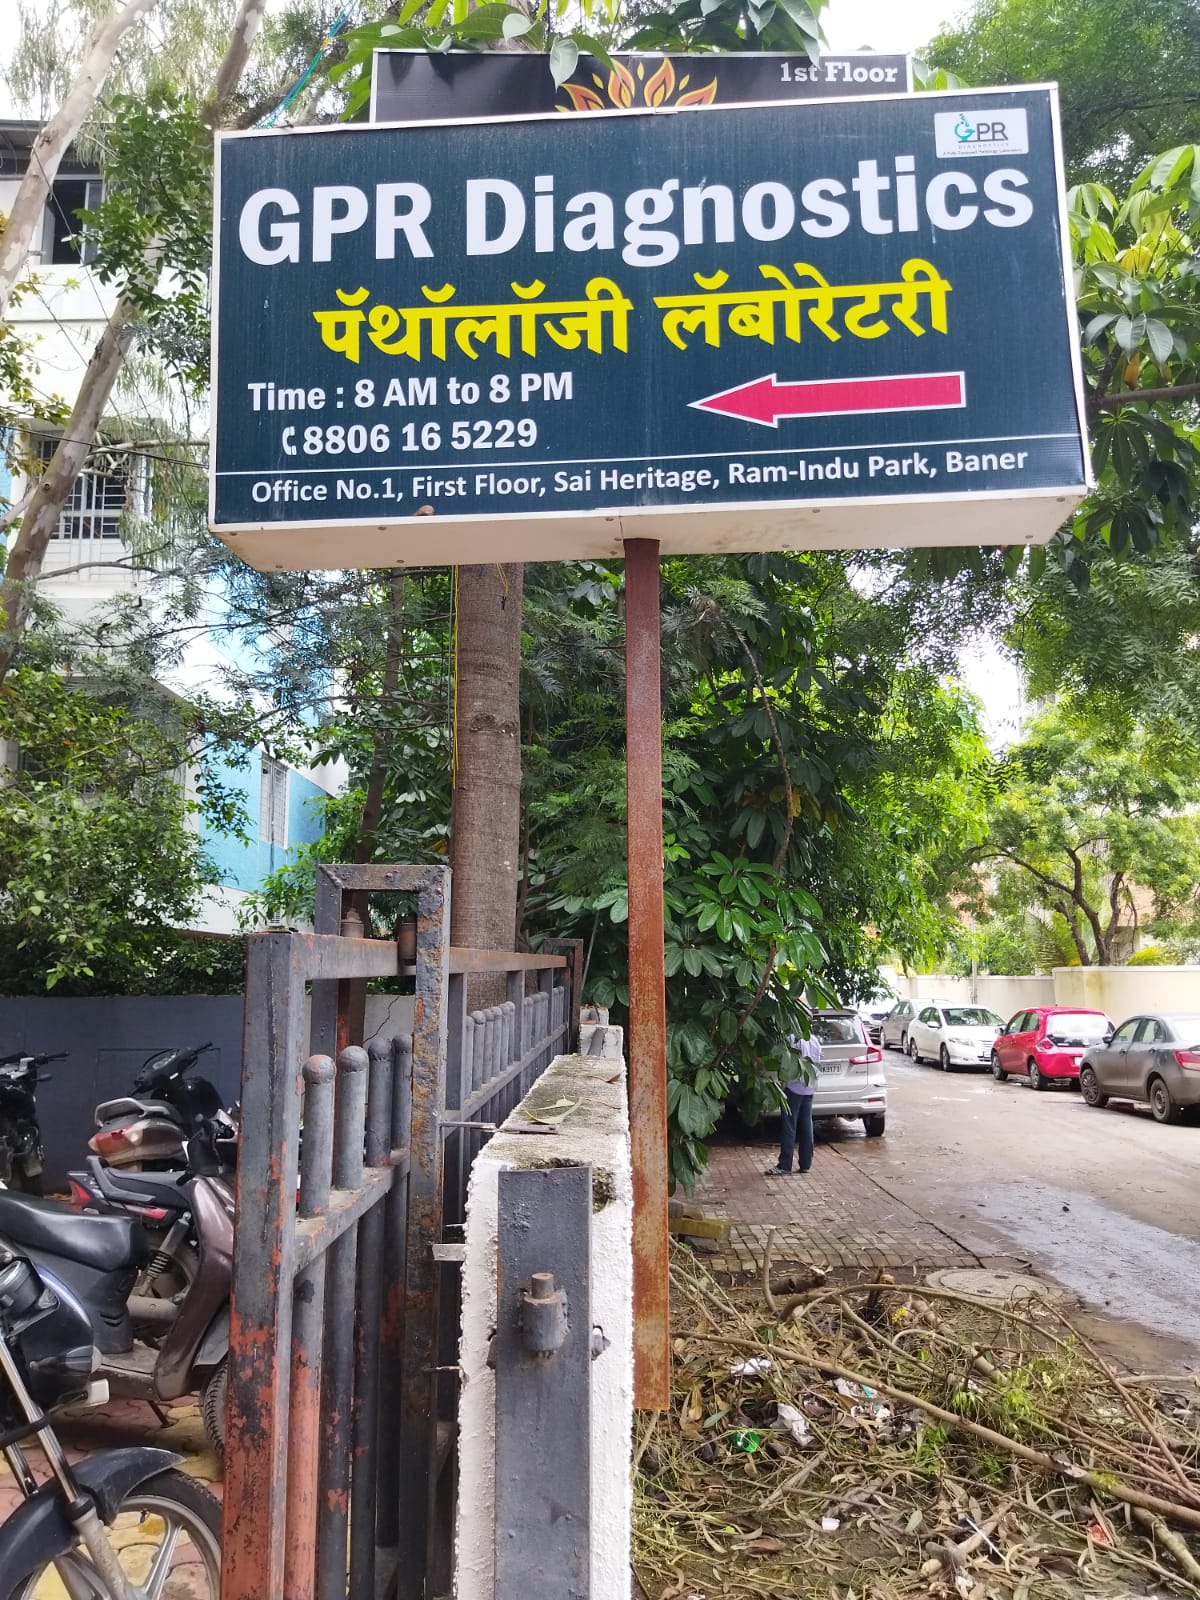 1st Floor
GPR
DIAGNOSTICS
GPR Diagnostics
पॅथॉलॉजी लॅबोरेटरी
Time : 8 AM to 8 PM
8806 16 5229
Office No.1, First Floor, Sai Heritage, Ram-Indu Park, Baner